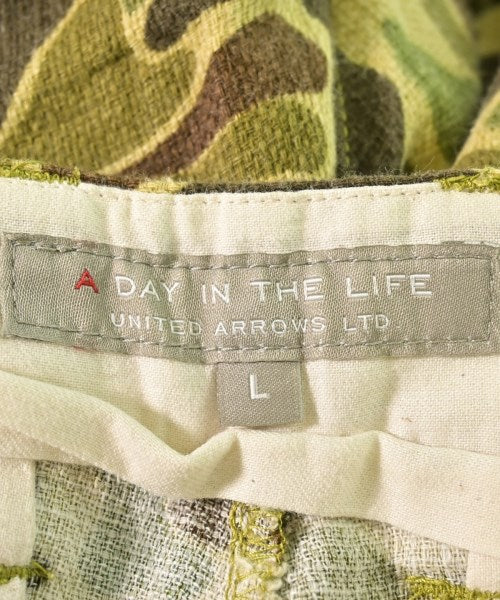 A DAY IN THE LIFE
UNITED ARROWS LTD.
L